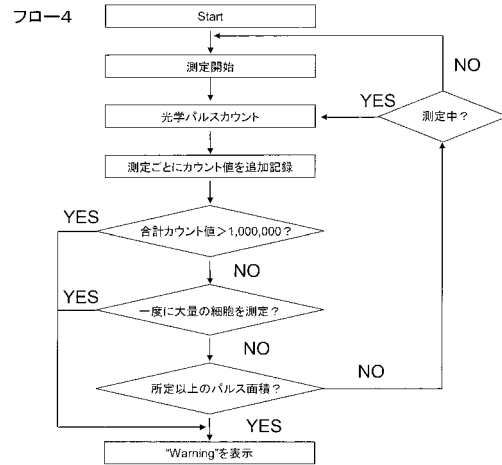 フロー4
Start
測定開始
NO
YES
測定中?
光学パルスカウント
測定ごとにカウント値を追加記録
YES
合計カウント値>1,000,000?
NO
YES
一度に大量の細胞を測定?
NO
所定以上のパルス面積?
NO
YES
"Warning"を表示